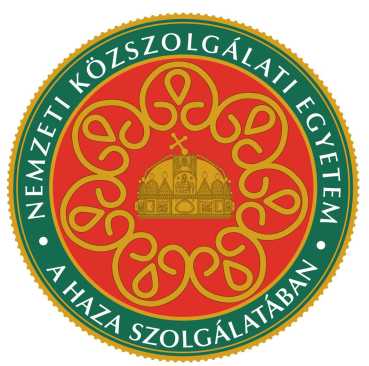 NEMZETI KÖZSZOLGÁLATI EGYETEM
A HAZA SZOLGÁLATÁBAN